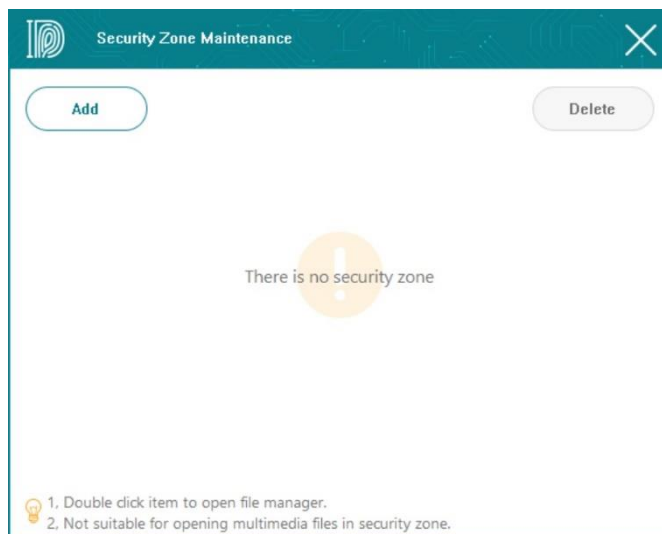 Security Zone Maintenance
Add
Delete
There is no security zone
1, Double click item to open file manager.
2, Not suitable for opening multimedia files in security zone.